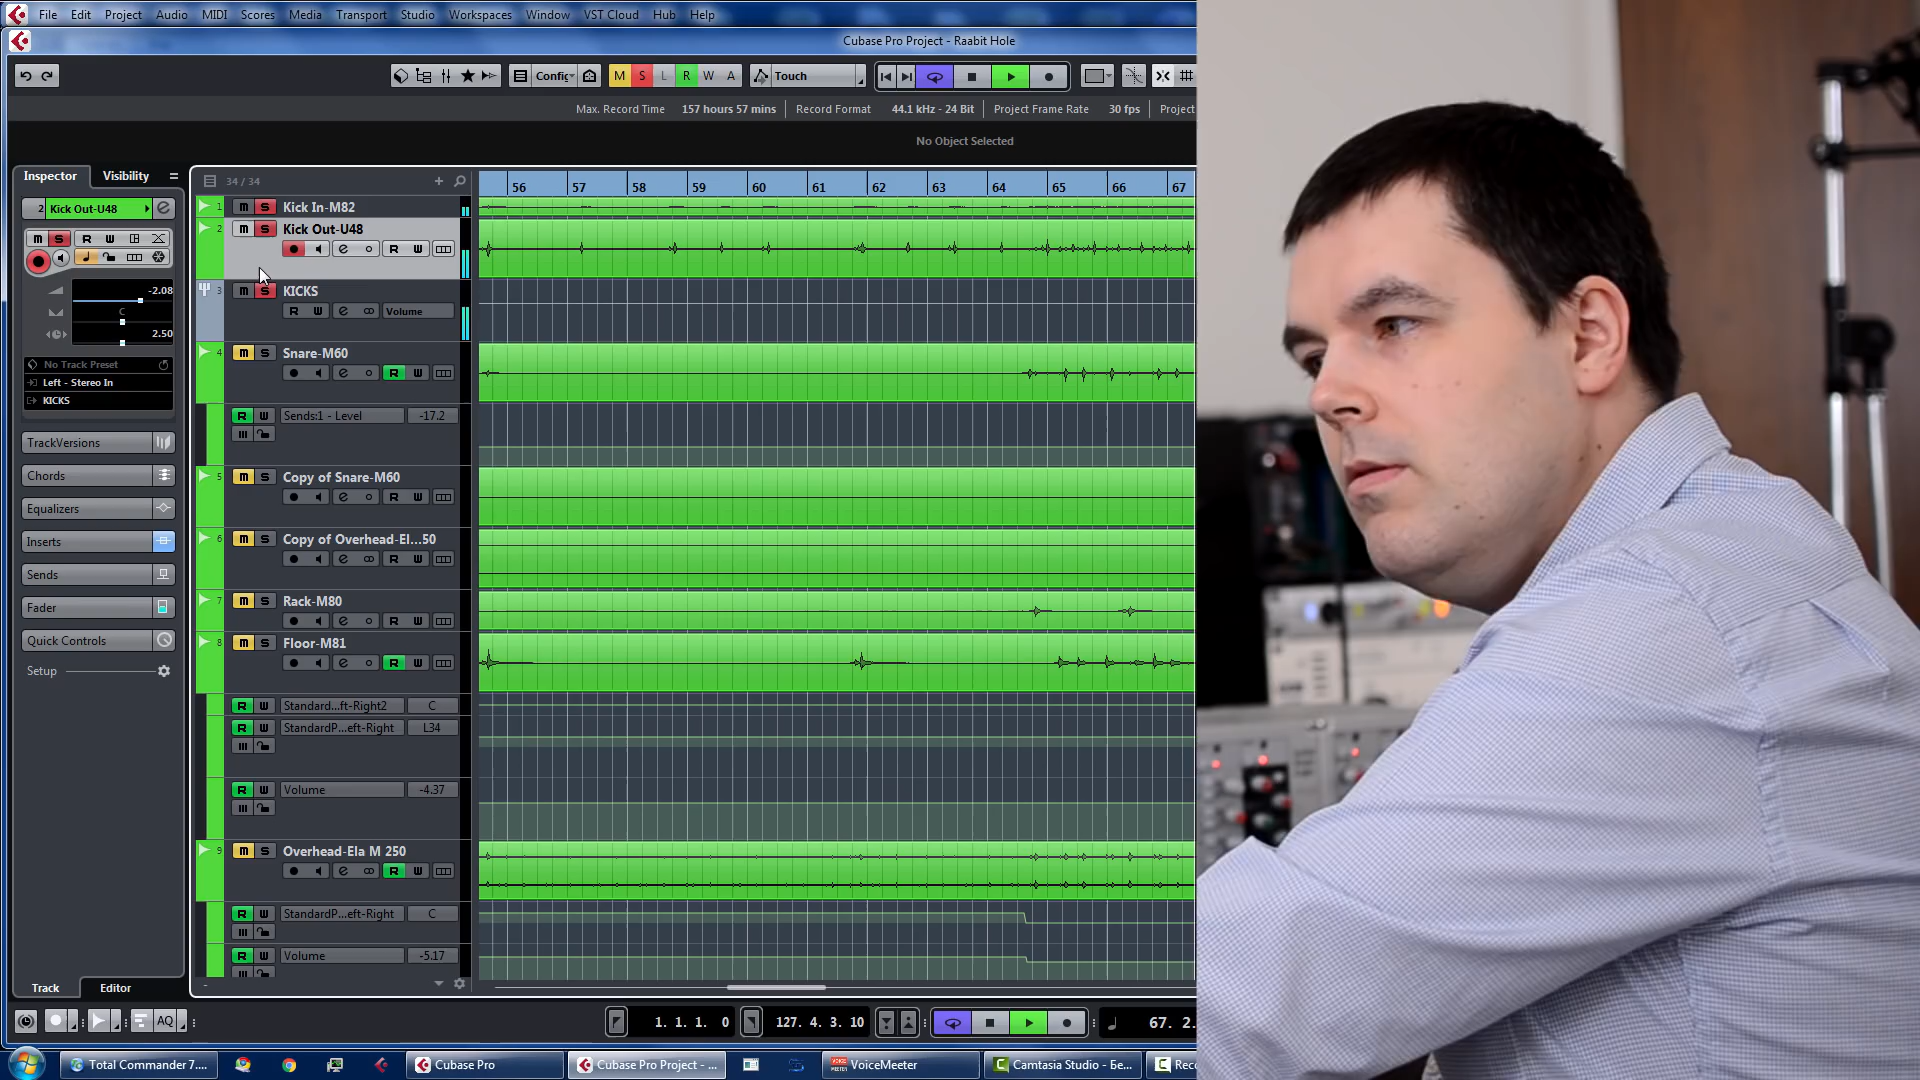 File Edit Project Audio MIDI Scores Media Transport Studio Workspaces Window VST Cloud Hub Help
Cubase Pro Project - Raabit Hole
M S L R W A Touch
Max. Record Time 157 hours 57 mins Record Format 44.1 kHz - 24 Bit Project Frame Rate 30 fps Project
No Object Selected
Inspector Visibility
34 / 34
56 57 58 59 60 61 62 63 64 65 66 67
2 Kick Out-U48
M S R W
-2.08
C
2.50
No Track Preset
Left - Stereo In
KICKS
TrackVersions
Chords
Equalizers
Inserts
Sends
Fader
Quick Controls
Setup
1 m S Kick In-M82
2 m S Kick Out-U48
R W
3 m S KICKS
R W Volume
4 m S Snare-M60
R W
R W Sends:1 - Level -17.2
5 m S Copy of Snare-M60
R W
6 m S Copy of Overhead-El...50
R W
7 m S Rack-M80
R W
8 m S Floor-M81
R W
R W Standard...ft-Right2 C
R W StandardP...eft-Right L34
R W Volume -4.37
9 m S Overhead-Ela M 250
R W
R W StandardP...eft-Right C
R W Volume -5.17
Track Editor
AQ 1. 1. 1. 0 127. 4. 3. 10 67. 2.
Total Commander 7.... Cubase Pro Cubase Pro Project - ... VoiceMeeter Camtasia Studio - Бе... Rec